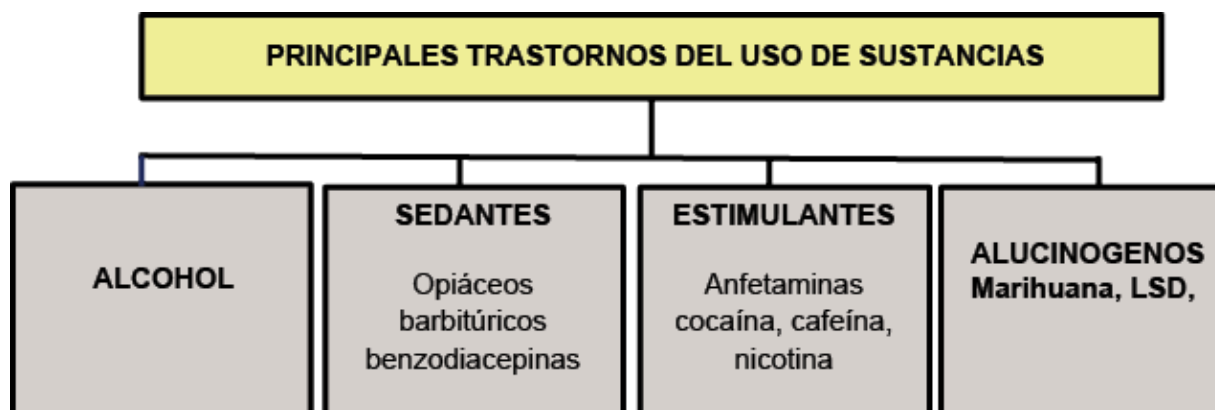 PRINCIPALES TRASTORNOS DEL USO DE SUSTANCIAS
ALCOHOL
SEDANTES
Opiáceos
barbitúricos
benzodiacepinas
ESTIMULANTES
Anfetaminas
cocaína, cafeína,
nicotina
ALUCINOGENOS
Marihuana, LSD,